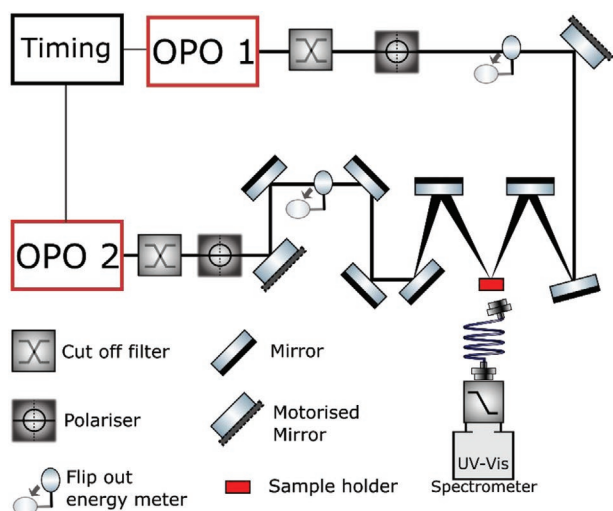 Timing
OPO 1
OPO 2
Cut off filter
Mirror
Polariser
Motorised
Mirror
Flip out
energy meter
Sample holder
UV-Vis
Spectrometer